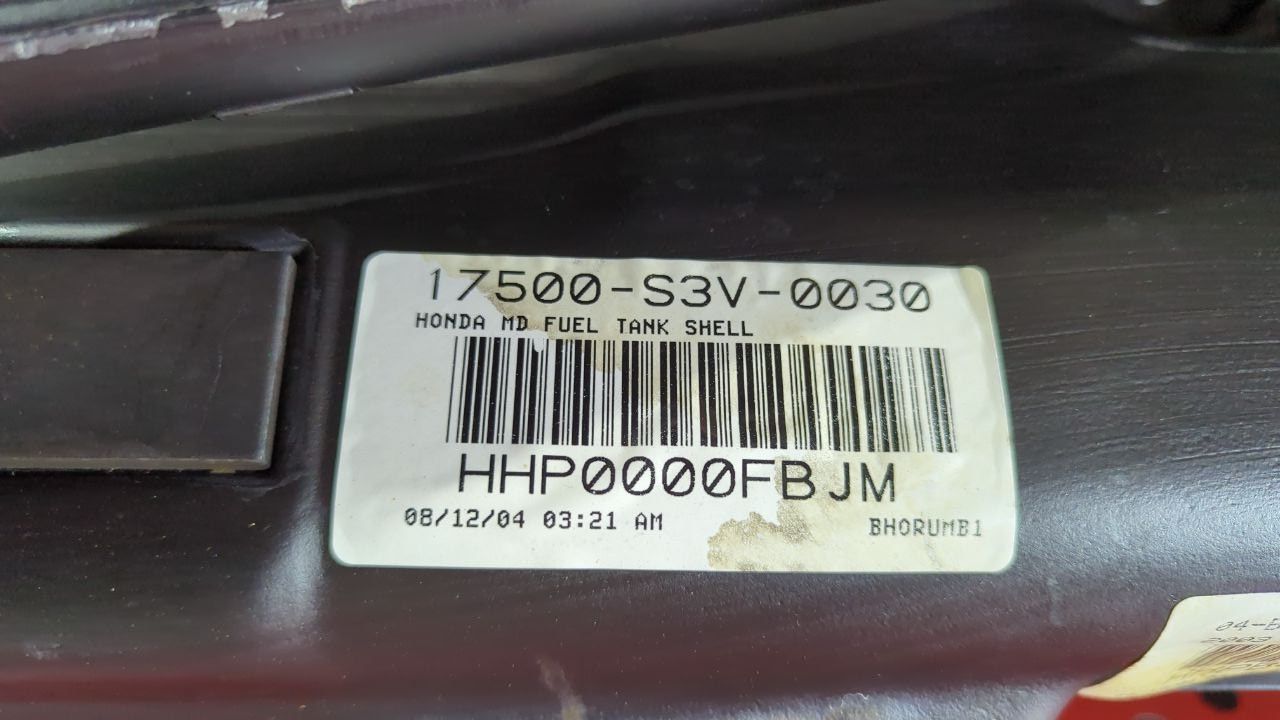 17500-S3V-0030
HONDA MD FUEL TANK SHELL
HHP0000FBJM
08/12/04 03:21 AM
BHORUMB1